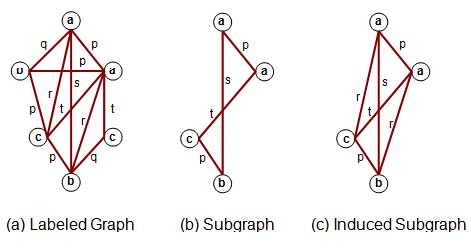 a a a
q p p p
p
b a a a
s s s
r t r t t r
p t r
c c c c
p q p p
b b b
(a) Labeled Graph (b) Subgraph (c) Induced Subgraph